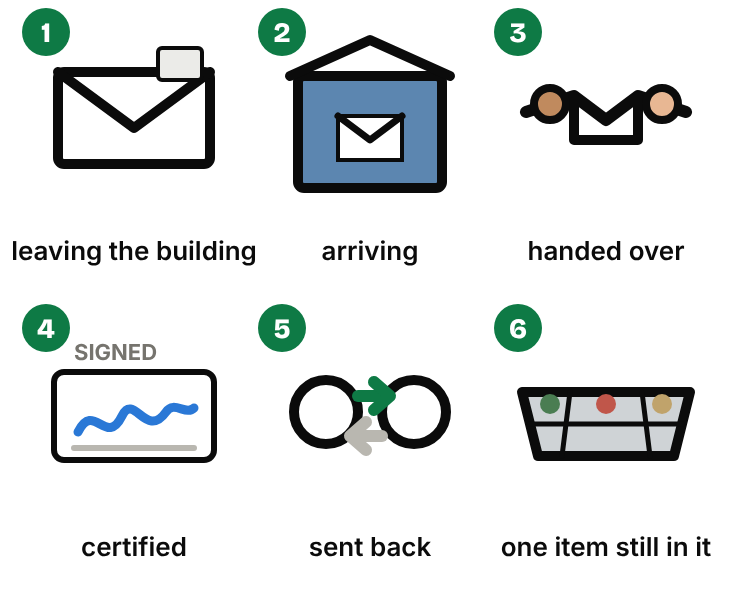 1
2
3
leaving the building
arriving
handed over
4
5
6
SIGNED
certified
sent back
one item still in it